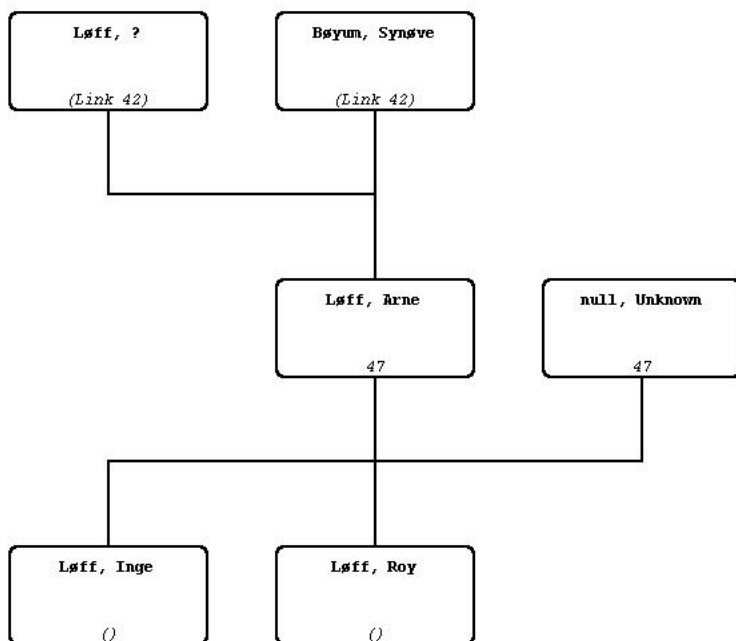 Løff, ?
(Link 42)
Bøyum, Synøve
(Link 42)
Løff, Arne
47
null, Unknown
47
Løff, Inge
()
Løff, Roy
()